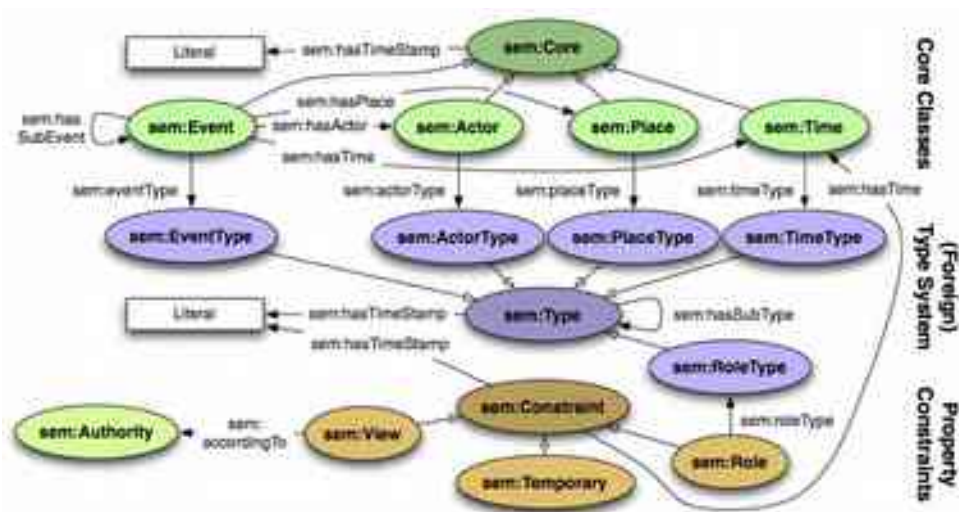 sem:Core
sem:hasTimeStamp
Literal
sem:hasPlace
sem:has
SubEvent
sem:Event
sem:hasActor
sem:Actor
sem:Place
sem:Time
sem:hasTime
Core Classes
sem:eventType
sem:actorType
sem:placeType
sem:timeType
sem:hasTime
sem:EventType
sem:ActorType
sem:PlaceType
sem:TimeType
(Foreign)
Type System
Literal
sem:hasTimeStamp
sem:Type
sem:hasSubType
sem:hasTimeStamp
sem:RoleType
sem:Constraint
sem:roleType
sem:Authority
sem:
accordingTo
sem:View
sem:Role
sem:Temporary
Property
Constraints